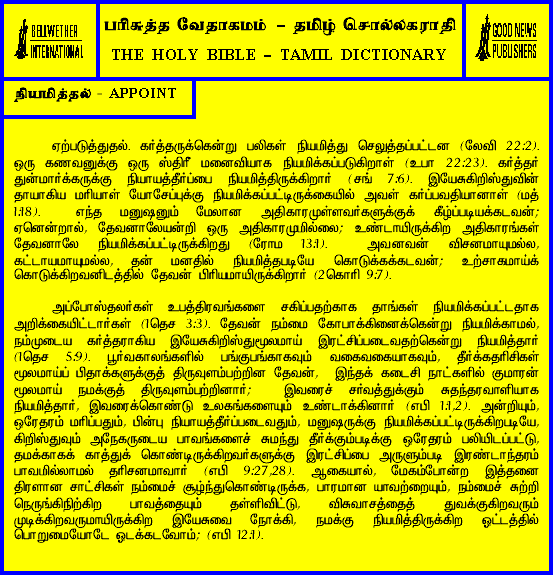 BELLWETHER
INTERNATIONAL
பரிசுத்த வேதாகமம் – தமிழ் சொல்லகராதி
THE HOLY BIBLE – TAMIL DICTIONARY
GOOD NEWS
PUBLISHERS
நியமித்தல் - APPOINT
ஏற்படுத்துதல். கர்த்தருக்கென்று பலிகள் நியமித்து செலுத்தப்பட்டன (லேவி 22:2).
ஒரு கணவனுக்கு ஒரு ஸ்திரீ மனைவியாக நியமிக்கப்படுகிறாள் (உபா 22:23). கர்த்தர்
துன்மார்க்கருக்கு நியாயத்தீர்ப்பை நியமித்திருக்கிறார் (சங் 7:6). இயேசுகிறிஸ்துவின்
தாயாகிய மரியாள் யோசேப்புக்கு நியமிக்கப்பட்டிருக்கையில் அவள் கர்ப்பவதியானாள் (மத்
1:18). எந்த மனுஷனும் மேலான அதிகாரமுள்ளவர்களுக்குக் கீழ்ப்படியக்கடவன்;
ஏனென்றால், தேவனாலேயன்றி ஒரு அதிகாரமுமில்லை; உண்டாயிருக்கிற அதிகாரங்கள்
தேவனாலே நியமிக்கப்பட்டிருக்கிறது (ரோம 13:1). அவனவன் விசனமாயுமல்ல,
கட்டாயமாயுமல்ல, தன் மனதில் நியமித்தபடியே கொடுக்கக்கடவன்; உற்சாகமாய்க்
கொடுக்கிறவனிடத்தில் தேவன் பிரியமாயிருக்கிறார் (2கொரி 9:7).
அப்போஸ்தலர்கள் உபத்திரவங்களை சகிப்பதற்காக தாங்கள் நியமிக்கப்பட்டதாக
அறிக்கையிட்டார்கள் (1தெச 3:3). தேவன் நம்மை கோபாக்கினைக்கென்று நியமிக்காமல்,
நம்முடைய கர்த்தராகிய இயேசுகிறிஸ்துமூலமாய் இரட்சிப்படைவதற்கென்று நியமித்தார்
(1தெச 5:9). பூர்வகாலங்களில் பங்குபங்காகவும் வகைவகையாகவும், தீர்க்கதரிசிகள்
மூலமாய்ப் பிதாக்களுக்குத் திருவுளம்பற்றின தேவன், இந்தக் கடைசி நாட்களில் குமாரன்
மூலமாய் நமக்குத் திருவுளம்பற்றினார்; இவரைச் சர்வத்துக்கும் சுதந்தரவாளியாக
நியமித்தார், இவரைக்கொண்டு உலகங்களையும் உண்டாக்கினார் (எபி 1:1,2). அன்றியும்,
ஒரேதரம் மரிப்பதும், பின்பு நியாயத்தீர்ப்படைவதும், மனுஷருக்கு நியமிக்கப்பட்டிருக்கிறபடியே,
கிறிஸ்துவும் அநேகருடைய பாவங்களைச் சுமந்து தீர்க்கும்படிக்கு ஒரேதரம் பலியிடப்பட்டு,
தமக்காகக் காத்துக் கொண்டிருக்கிறவர்களுக்கு இரட்சிப்பை அருளும்படி இரண்டாந்தரம்
பாவமில்லாமல் தரிசனமாவார் (எபி 9:27,28). ஆகையால், மேகம்போன்ற இத்தனை
திரளான சாட்சிகள் நம்மைச் சூழ்ந்துகொண்டிருக்க, பாரமான யாவற்றையும், நம்மைச் சுற்றி
நெருங்கிநிற்கிற பாவத்தையும் தள்ளிவிட்டு, விசுவாசத்தைத் துவக்குகிறவரும்
முடிக்கிறவருமாயிருக்கிற இயேசுவை நோக்கி, நமக்கு நியமித்திருக்கிற ஓட்டத்தில்
பொறுமையோடே ஓடக்கடவோம்; (எபி 12:1).